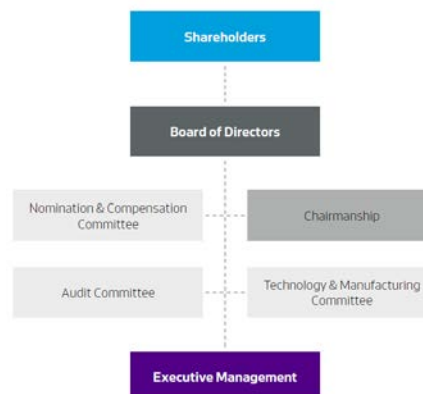 Shareholders
Board of Directors
Nomination & Compensation
Committee
Chairmanship
Audit Committee
Technology & Manufacturing
Committee
Executive Management